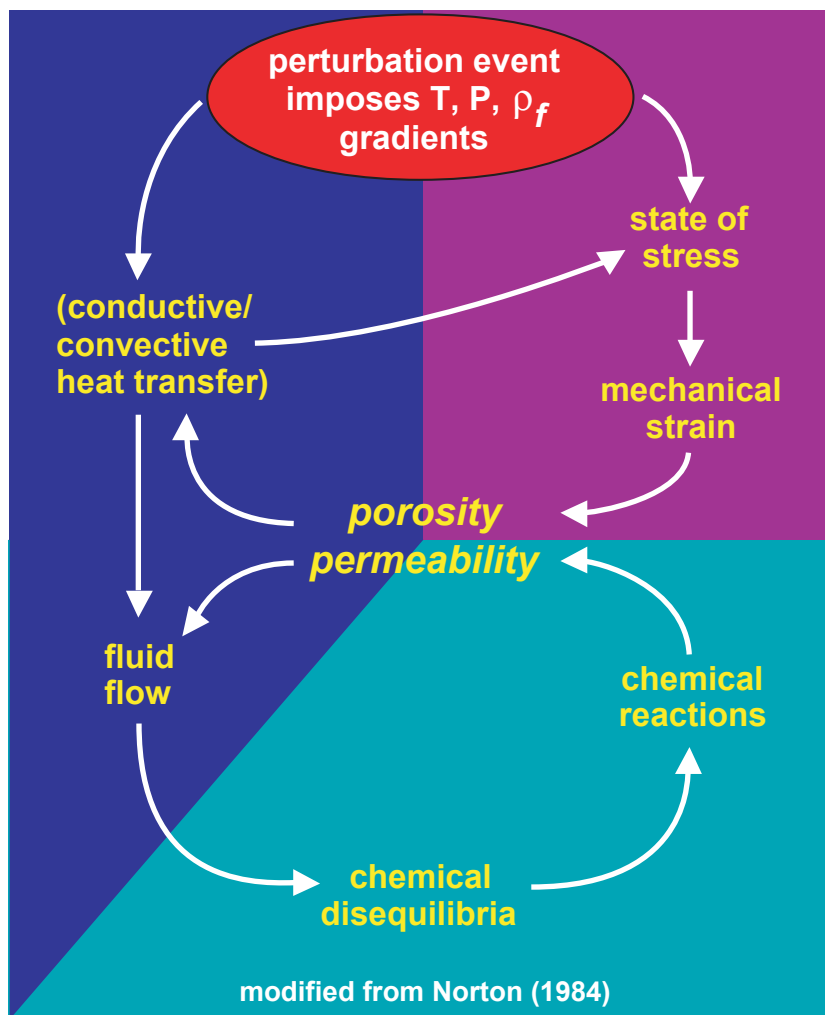 perturbation event
imposes T, P, ρf
gradients
state of
stress
(conductive/
convective
heat transfer)
mechanical
strain
porosity
permeability
fluid
flow
chemical
reactions
chemical
disequilibria
modified from Norton (1984)